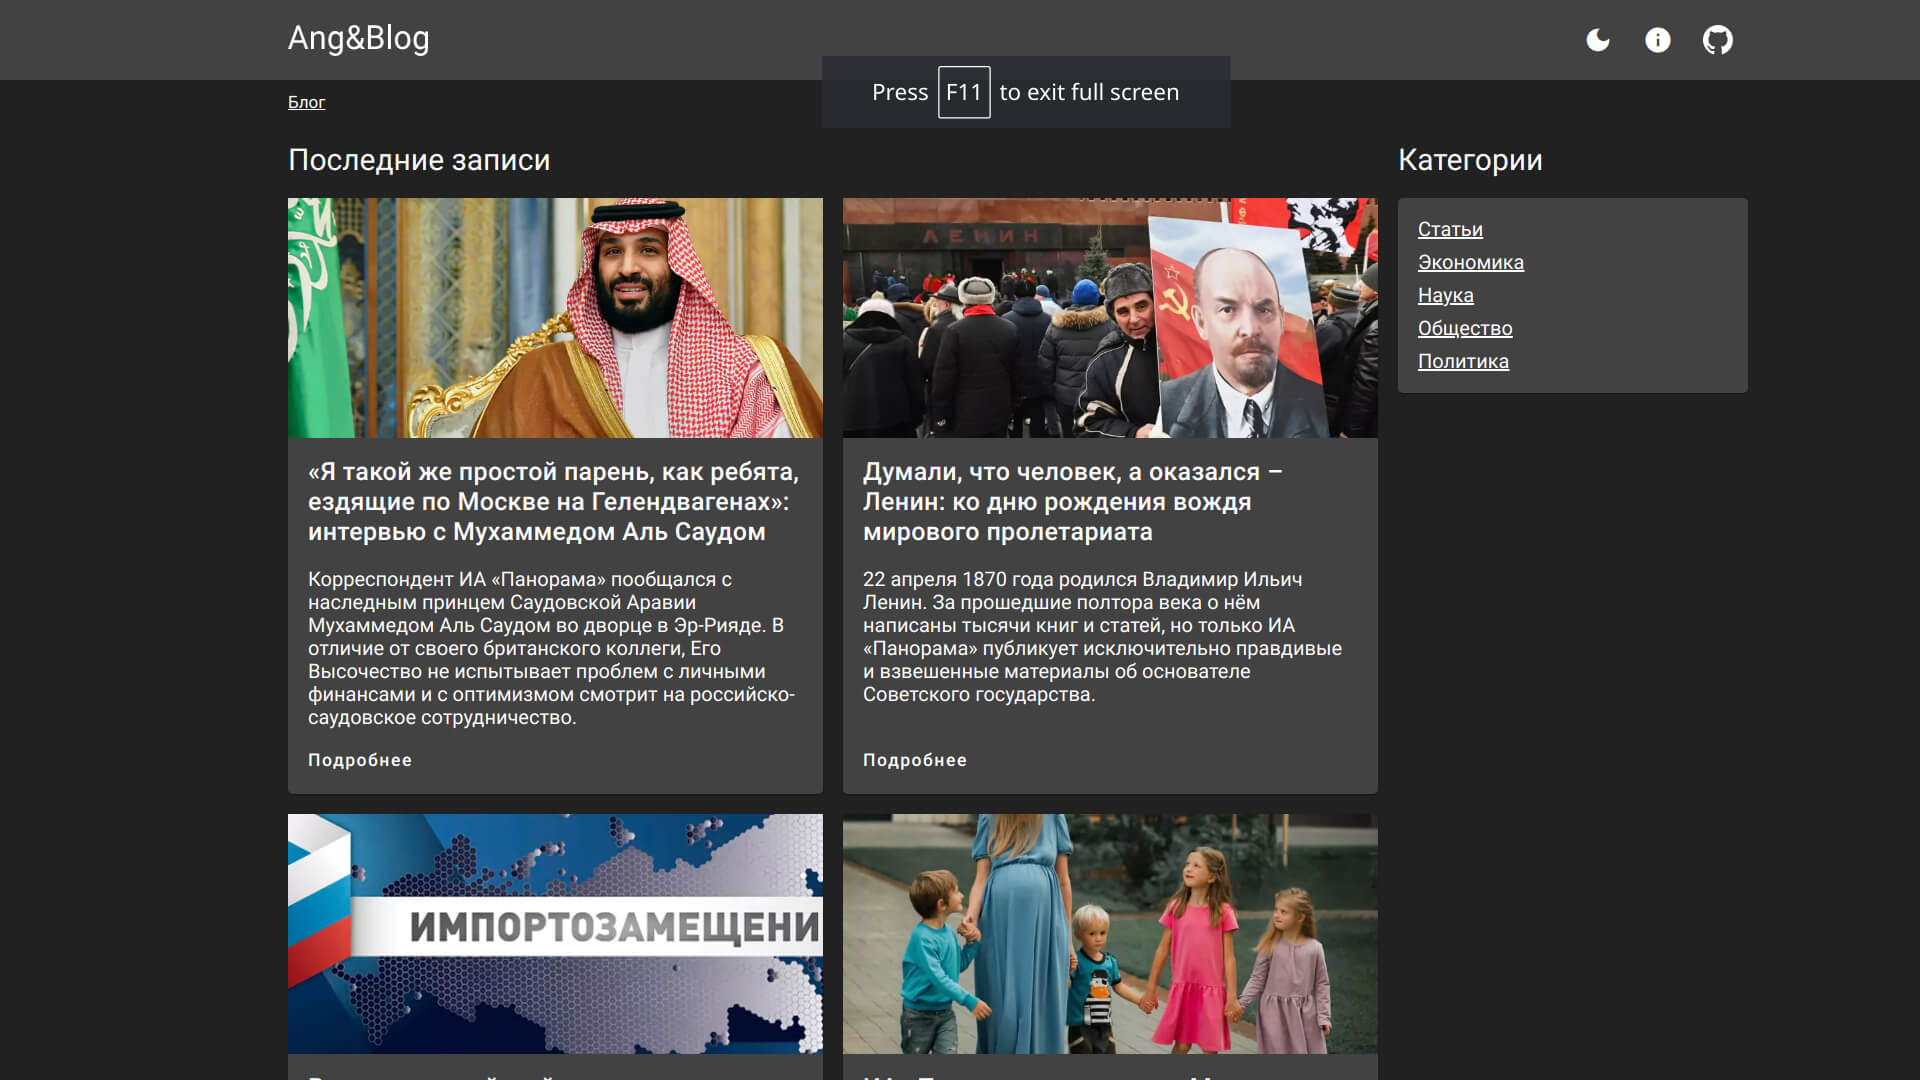 Ang&Blog
Press F11 to exit full screen
Блог
Последние записи
Категории
ЛЕНИН
Статьи
Экономика
Наука
Общество
Политика
«Я такой же простой парень, как ребята,
ездящие по Москве на Гелендвагенах»:
интервью с Мухаммедом Аль Саудом
Корреспондент ИА «Панорама» пообщался с
наследным принцем Саудовской Аравии
Мухаммедом Аль Саудом во дворце в Эр-Рияде. В
отличие от своего британского коллеги, Его
Высочество не испытывает проблем с личными
финансами и с оптимизмом смотрит на российско-
саудовское сотрудничество.
Подробнее
Думали, что человек, а оказался –
Ленин: ко дню рождения вождя
мирового пролетариата
22 апреля 1870 года родился Владимир Ильич
Ленин. За прошедшие полтора века о нём
написаны тысячи книг и статей, но только ИА
«Панорама» публикует исключительно правдивые
и взвешенные материалы об основателе
Советского государства.
Подробнее
ИМПОРТОЗАМЕЩЕНИ